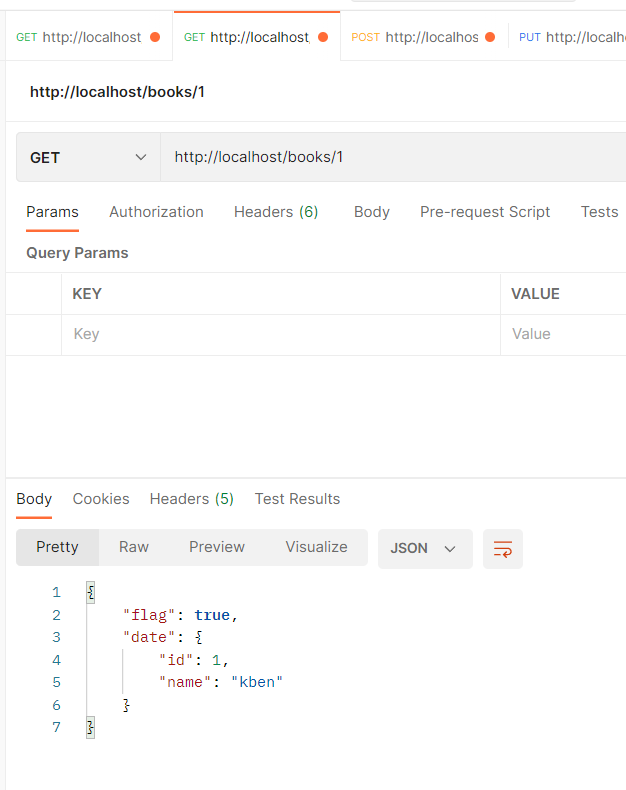 GET http://localhost GET http://localhost, POST http://localhos PUT http://localh
http://localhost/books/1
GET http://localhost/books/1
Params Authorization Headers (6) Body Pre-request Script Tests
Query Params
KEY VALUE
Key Value
Body Cookies Headers (5) Test Results
Pretty Raw Preview Visualize JSON
1 {
2 "flag": true,
3 "date": {
4 "id": 1,
5 "name": "kben"
6 }
7 }